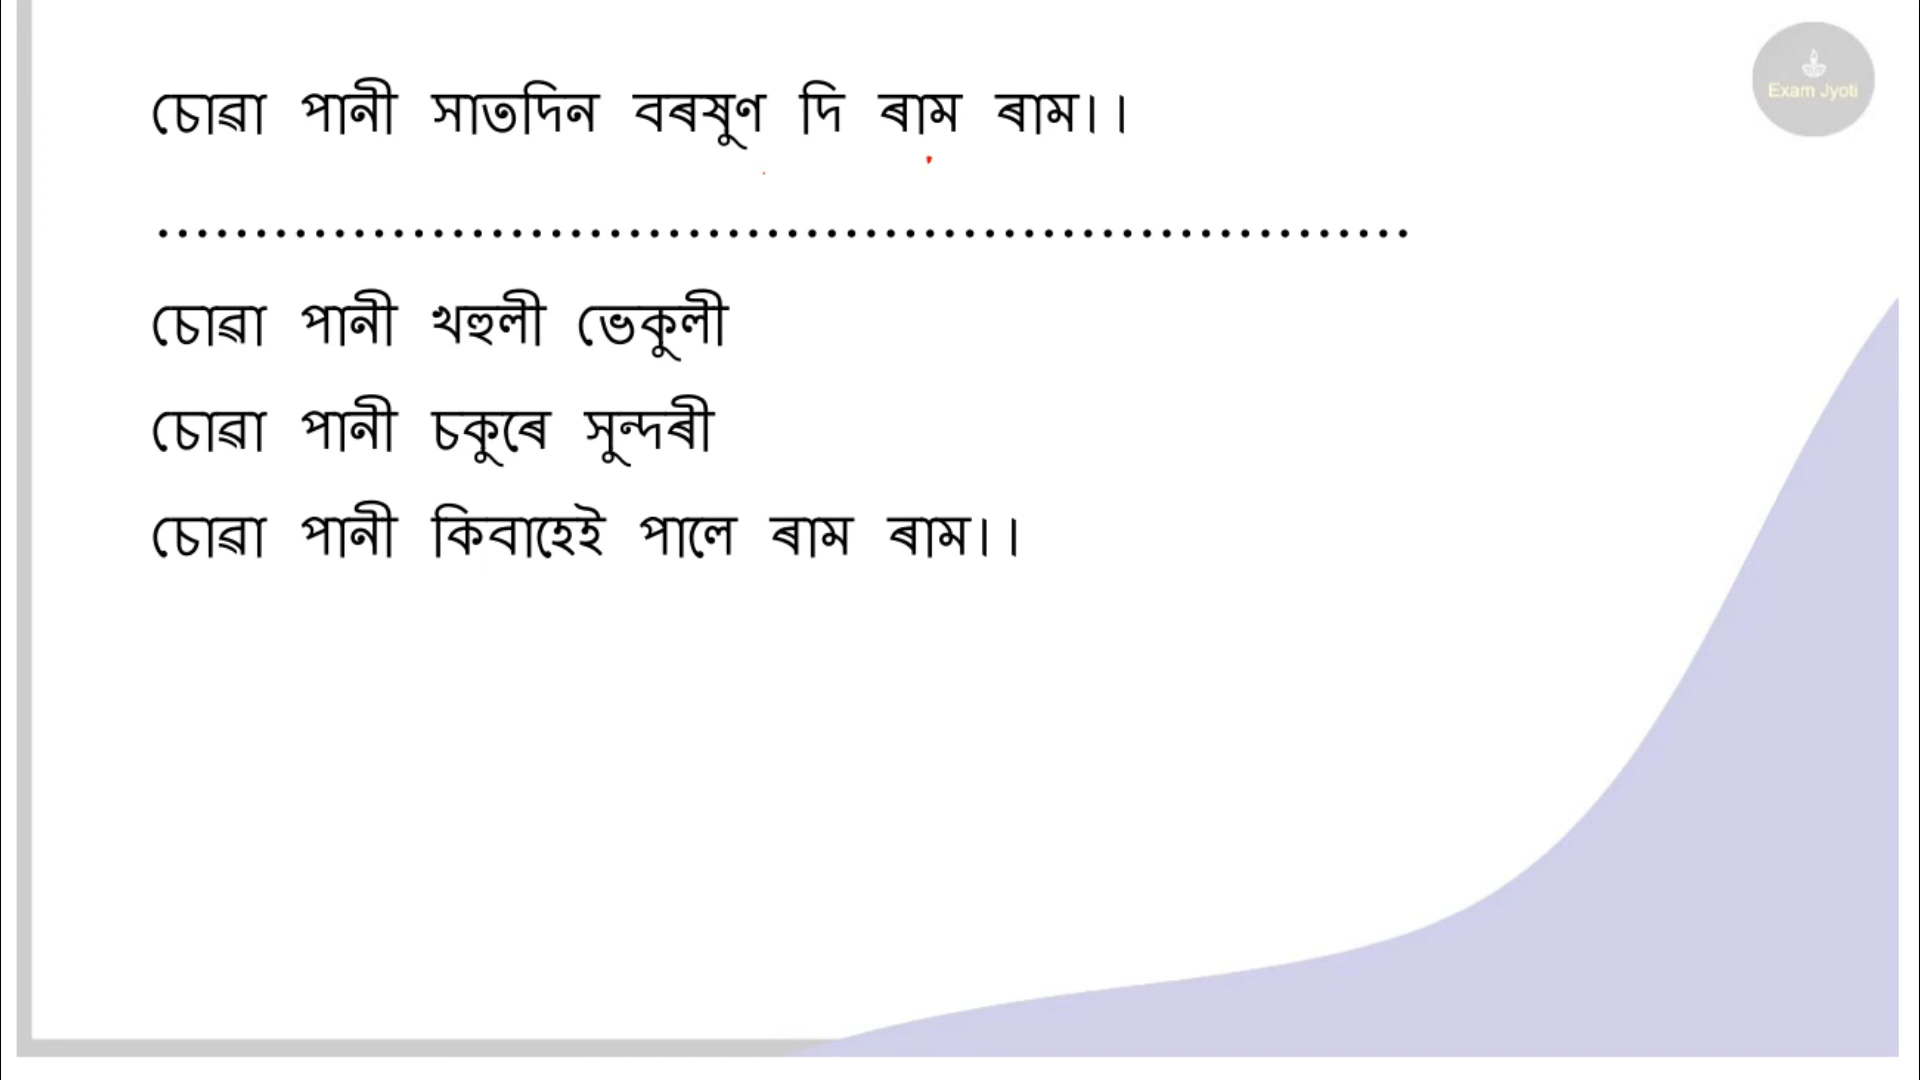 Exam Jyoti
চোৱা পানী সাতদিন বৰষুণ দি ৰাম ৰাম।।
................................................................
চোৱা পানী খহুলী ভেকুলী
চোৱা পানী চকুৰে সুন্দৰী
চোৱা পানী কিবাহেই পালে ৰাম ৰাম।।